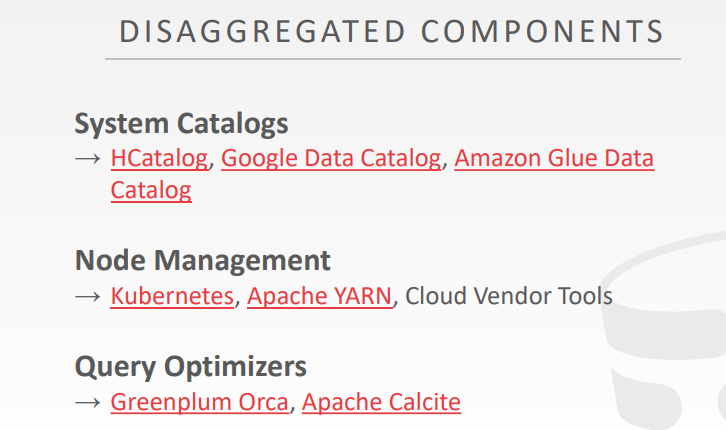 DISAGGREGATED COMPONENTS
System Catalogs
→ HCatalog, Google Data Catalog, Amazon Glue Data
Catalog
Node Management
→ Kubernetes, Apache YARN, Cloud Vendor Tools
Query Optimizers
→ Greenplum Orca, Apache Calcite